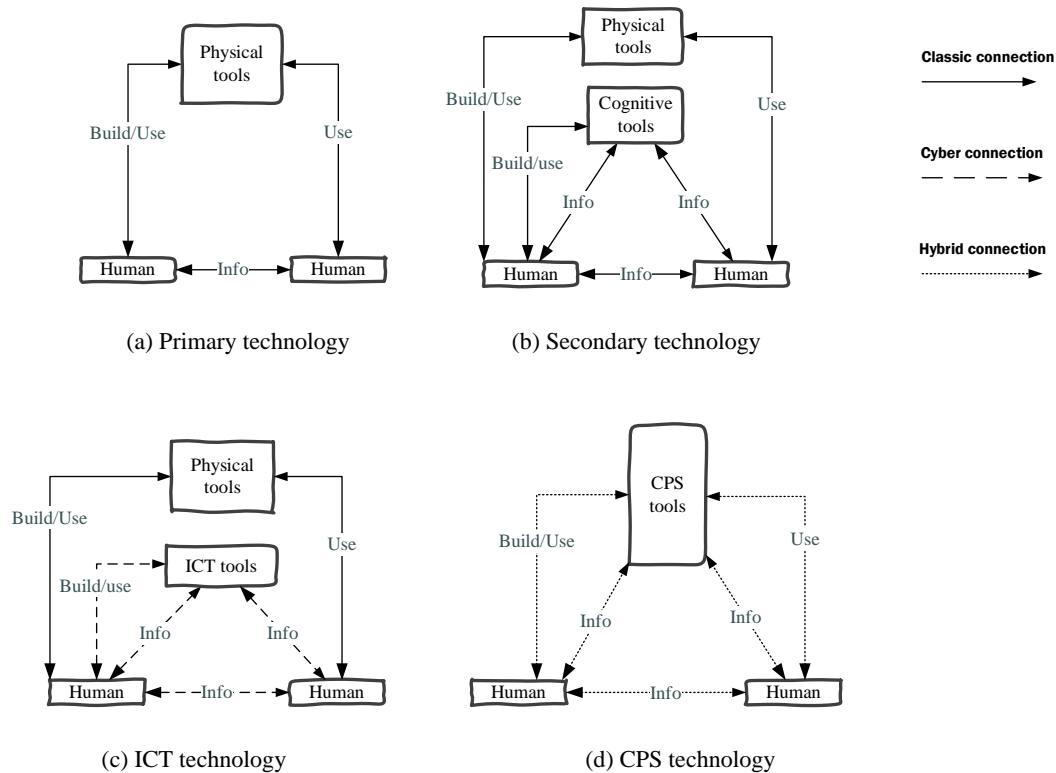 Physical
tools
Build/Use
Use
Human
Info
Human
(a) Primary technology
Physical
tools
Cognitive
tools
Build/Use
Use
Build/use
Info
Info
Human
Info
Human
(b) Secondary technology
Classic connection
Cyber connection
Hybrid connection
Physical
tools
Build/Use
Use
ICT tools
Build/use
Info
Info
Human
Info
Human
(c) ICT technology
CPS
tools
Build/Use
Use
Info
Info
Human
Info
Human
(d) CPS technology